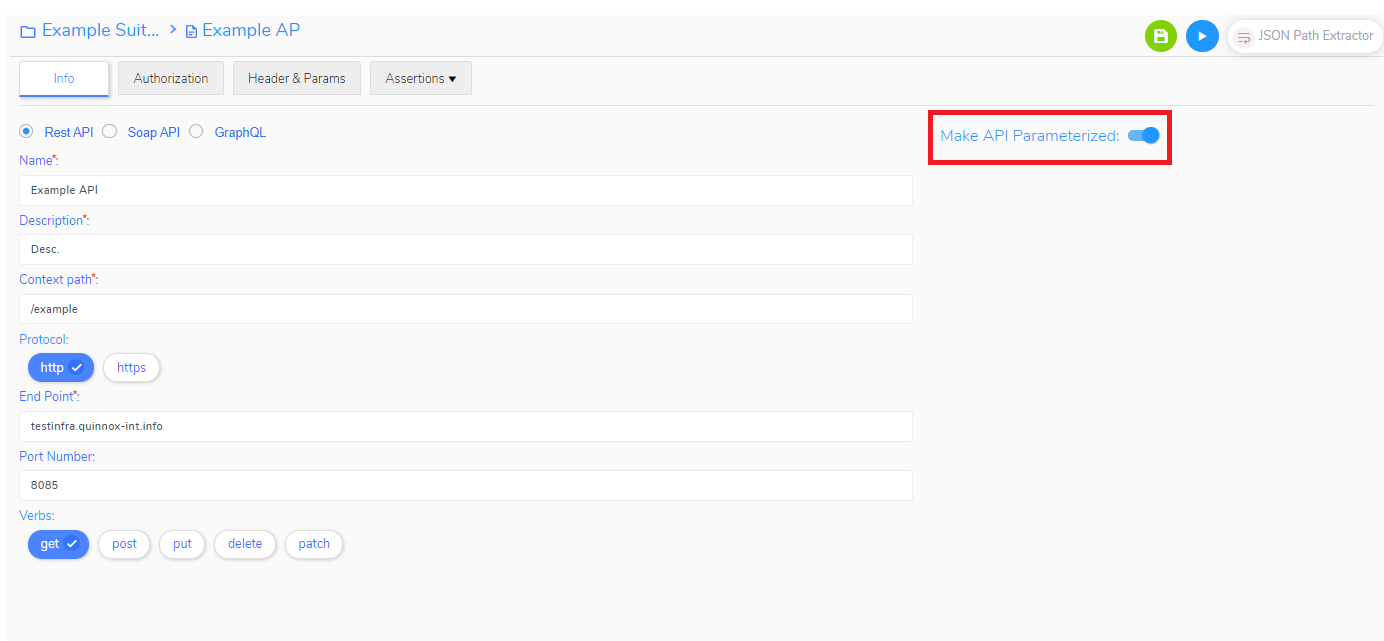 Example Suit... > Example AP
JSON Path Extractor
Info Authorization Header & Params Assertions ▾
Rest API Soap API GraphQL
Make API Parameterized:
Name*:
Example API
Description*:
Desc.
Context path*:
/example
Protocol:
http https
End Point*:
testinfra.quinnox-int.info
Port Number:
8085
Verbs:
get post put delete patch